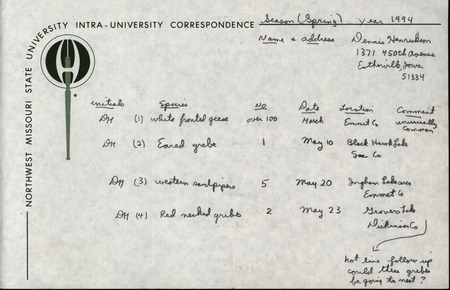 NORTHWEST MISSOURI STATE UNIVERSITY INTRA-UNIVERSITY CORRESPONDENCE
Season (Spring) year 1994
Name & address Dennis Henrickson
1371 450th Avenue
Estherville Iowa
51334
initials Species No Date Location Comment
DH (1) white fronted geese over 100 March Emmet Co unusually common
DH (2) Eared grebe 1 May 10 Black Hawk Lake
Sac Co
DH (3) western sandpipers 5 May 20 Ingham Lake area
Emmet Co
DH (4) Red necked grebes 2 May 23 Grovers Lake
Dickinson Co
hot line follow up
could these grebes
be going to nest?